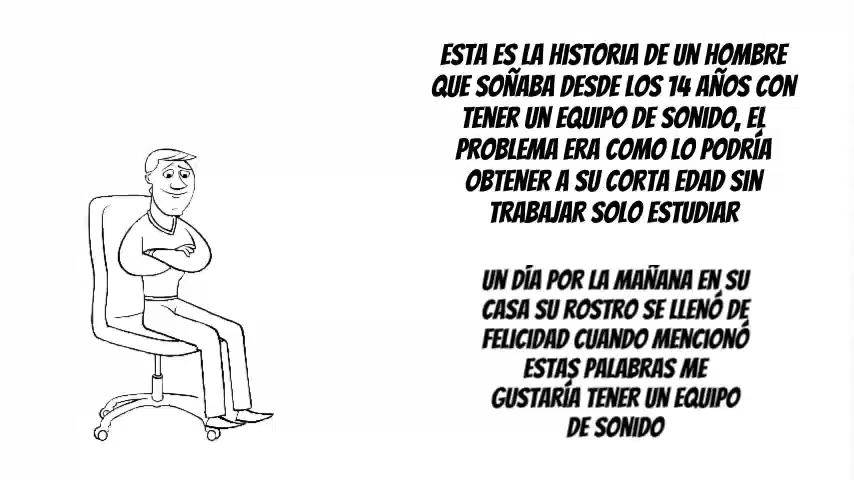 ESTA ES LA HISTORIA DE UN HOMBRE
QUE SOÑABA DESDE LOS 14 AÑOS CON
TENER UN EQUIPO DE SONIDO, EL
PROBLEMA ERA COMO LO PODRÍA
OBTENER A SU CORTA EDAD SIN
TRABAJAR SOLO ESTUDIAR
UN DÍA POR LA MAÑANA EN SU
CASA SU ROSTRO SE LLENÓ DE
FELICIDAD CUANDO MENCIONÓ
ESTAS PALABRAS ME
GUSTARÍA TENER UN EQUIPO
DE SONIDO